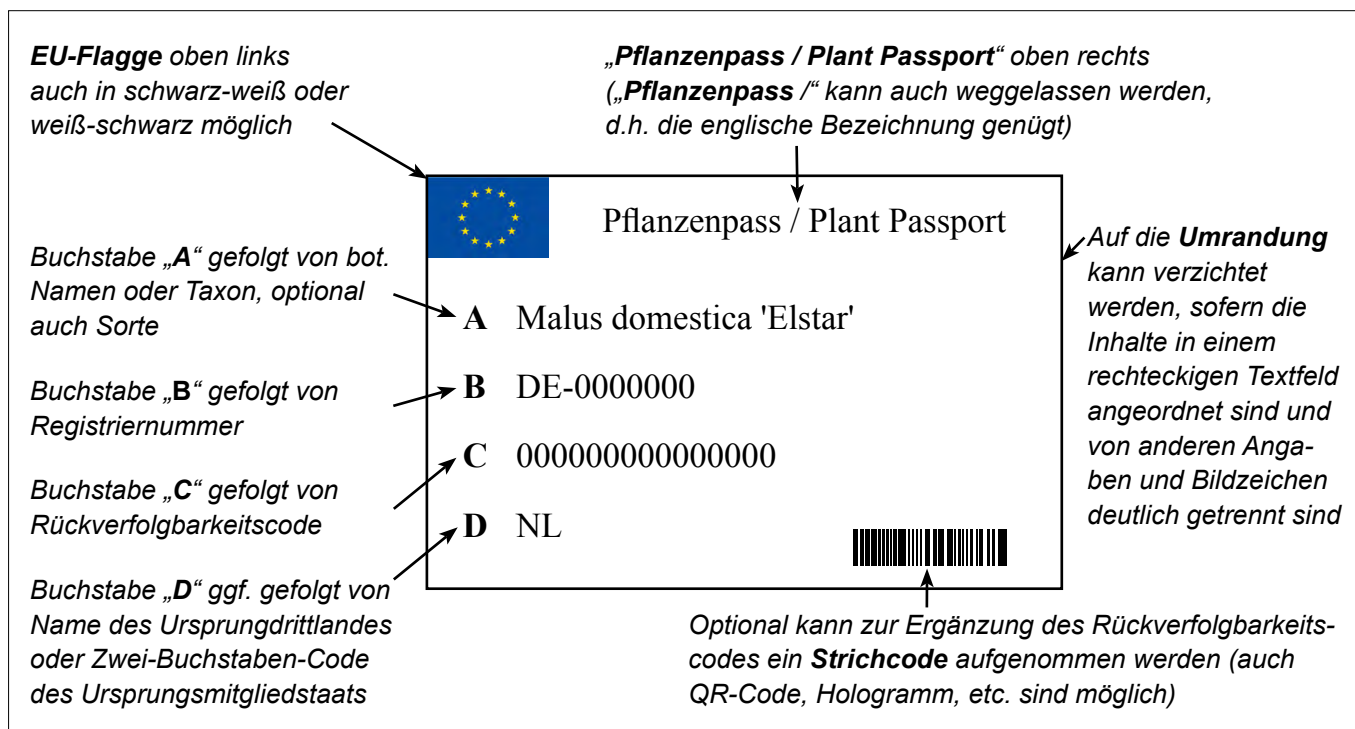 EU-Flagge oben links
auch in schwarz-weiß oder
weiß-schwarz möglich
„Pflanzenpass / Plant Passport“ oben rechts
(„Pflanzenpass /“ kann auch weggelassen werden,
d.h. die englische Bezeichnung genügt)
Pflanzenpass / Plant Passport
Buchstabe „A“ gefolgt von bot.
Namen oder Taxon, optional
auch Sorte
A Malus domestica 'Elstar'
Buchstabe „B“ gefolgt von
Registriernummer
B DE-0000000
Buchstabe „C“ gefolgt von
Rückverfolgbarkeitscode
C 000000000000000
Buchstabe „D“ ggf. gefolgt von
Name des Ursprungdrittlandes
oder Zwei-Buchstaben-Code
des Ursprungsmitgliedstaats
D NL
Auf die Umrandung
kann verzichtet
werden, sofern die
Inhalte in einem
rechteckigen Textfeld
angeordnet sind und
von anderen Anga-
ben und Bildzeichen
deutlich getrennt sind
Optional kann zur Ergänzung des Rückverfolgbarkeits-
codes ein Strichcode aufgenommen werden (auch
QR-Code, Hologramm, etc. sind möglich)